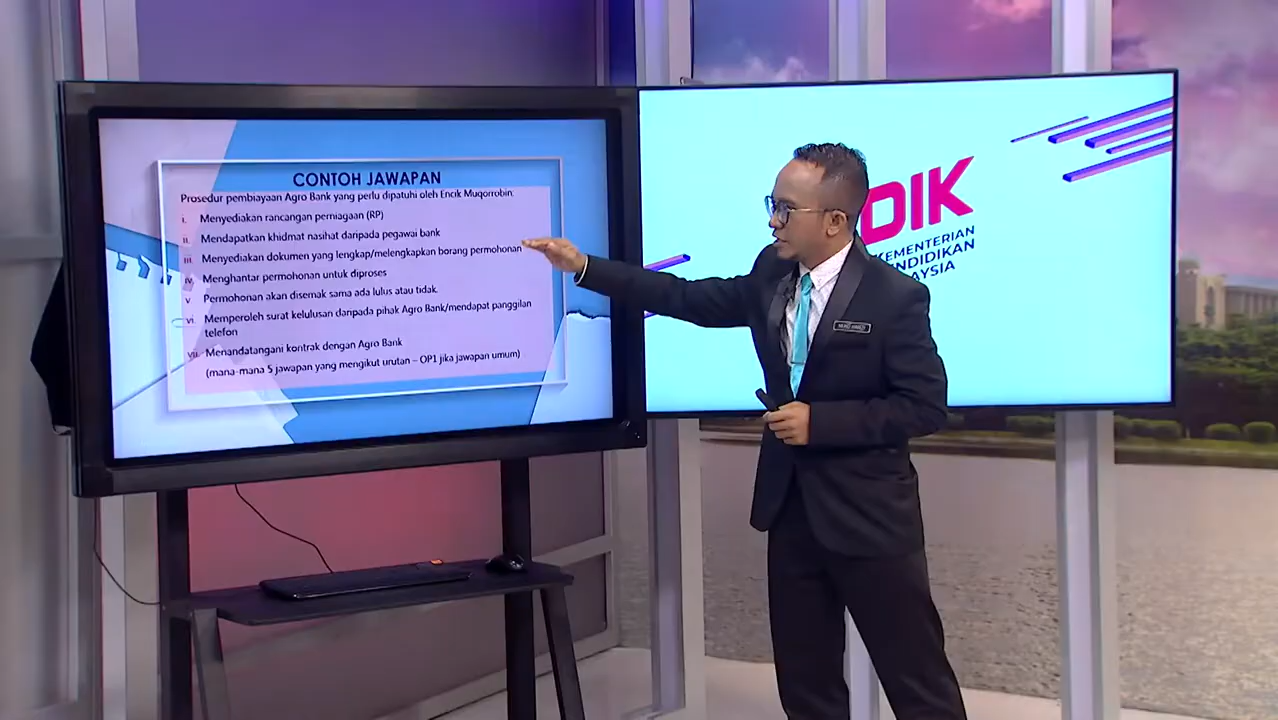 CONTOH JAWAPAN
Prosedur pembiayaan Agro Bank yang perlu dipatuhi oleh Encik Muqorrobin.
i. Menyediakan rancangan perniagaan (RP)
ii. Mendapatkan khidmat nasihat daripada pegawai bank
iii. Menyediakan dokumen yang lengkap/melengkapkan borang permohonan
iv. Menghantar permohonan untuk diproses
v. Permohonan akan disemak sama ada lulus atau tidak.
vi. Memperoleh surat kelulusan daripada pihak Agro Bank/mendapat panggilan
telefon
vii. Menandatangani kontrak dengan Agro Bank
(mana-mana 5 jawapan yang mengikut urutan – OP1 jika jawapan umum)
DIK
KEMENTERIAN
NDIDIKAN
AYSIA